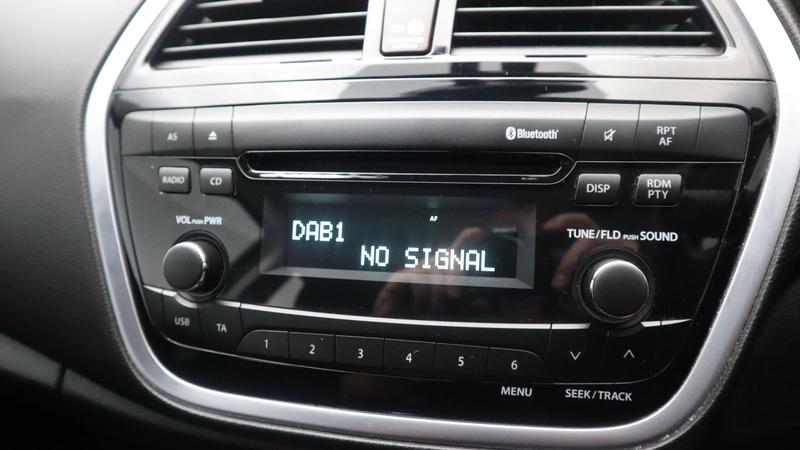 AS
Bluetooth®
RPT
AF
RADIO
CD
DISP
RDM
PTY
VOL PUSH PWR
AF
DAB1
NO SIGNAL
TUNE/FLD PUSH SOUND
USB
TA
1
2
3
4
5
6
MENU
SEEK/TRACK